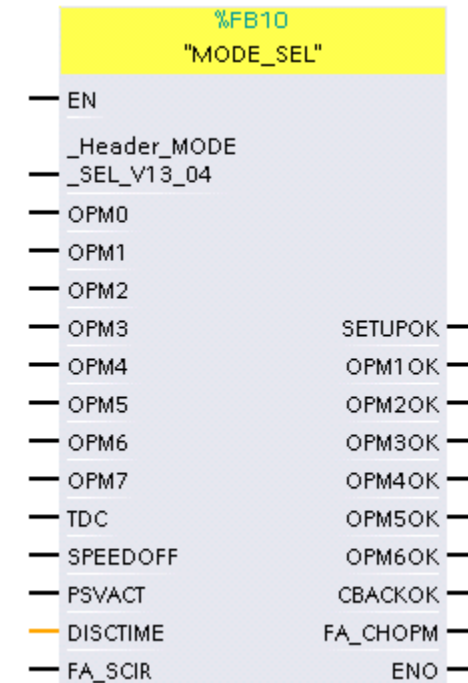 %FB10
"MODE_SEL"
EN
_Header_MODE
_SEL_V13_04
OPM0
OPM1
OPM2
OPM3 SETUPOK
OPM4 OPM1OK
OPM5 OPM2OK
OPM6 OPM3OK
OPM7 OPM4OK
TDC OPM5OK
SPEEDOFF OPM6OK
PSVACT CBACKOK
DISCTIME FA_CHOPM
FA_SCIR ENO